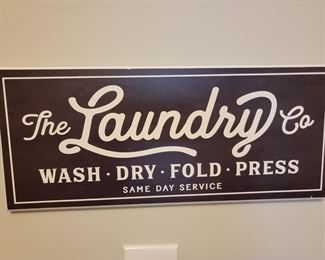 The Laundry Co
WASH · DRY · FOLD · PRESS
SAME DAY SERVICE